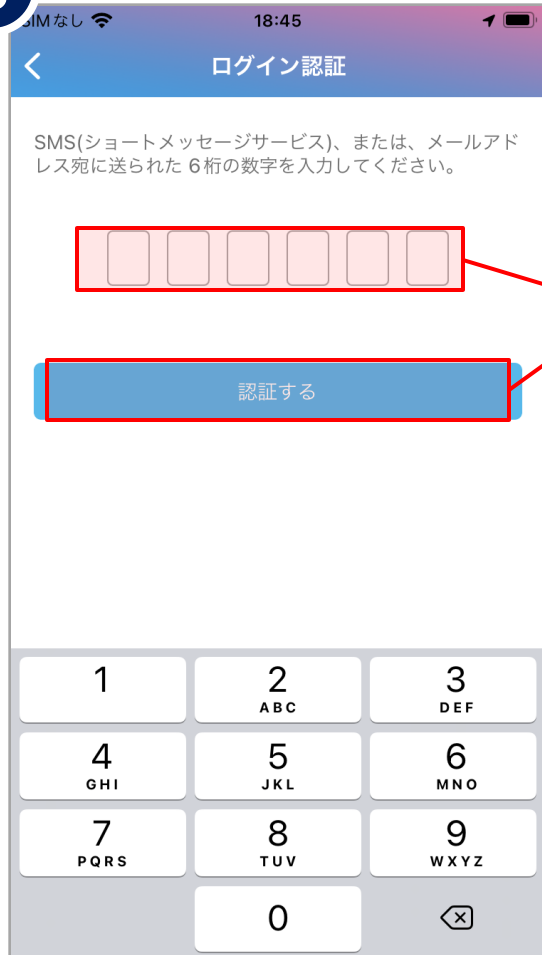 SIMなし
18:45
ログイン認証
SMS(ショートメッセージサービス)、または、メールアド
レス宛に送られた 6桁の数字を入力してください。
認証する
1
2
ABC
3
DEF
4
GHI
5
JKL
6
MNO
7
PQRS
8
TUV
9
WXYZ
0